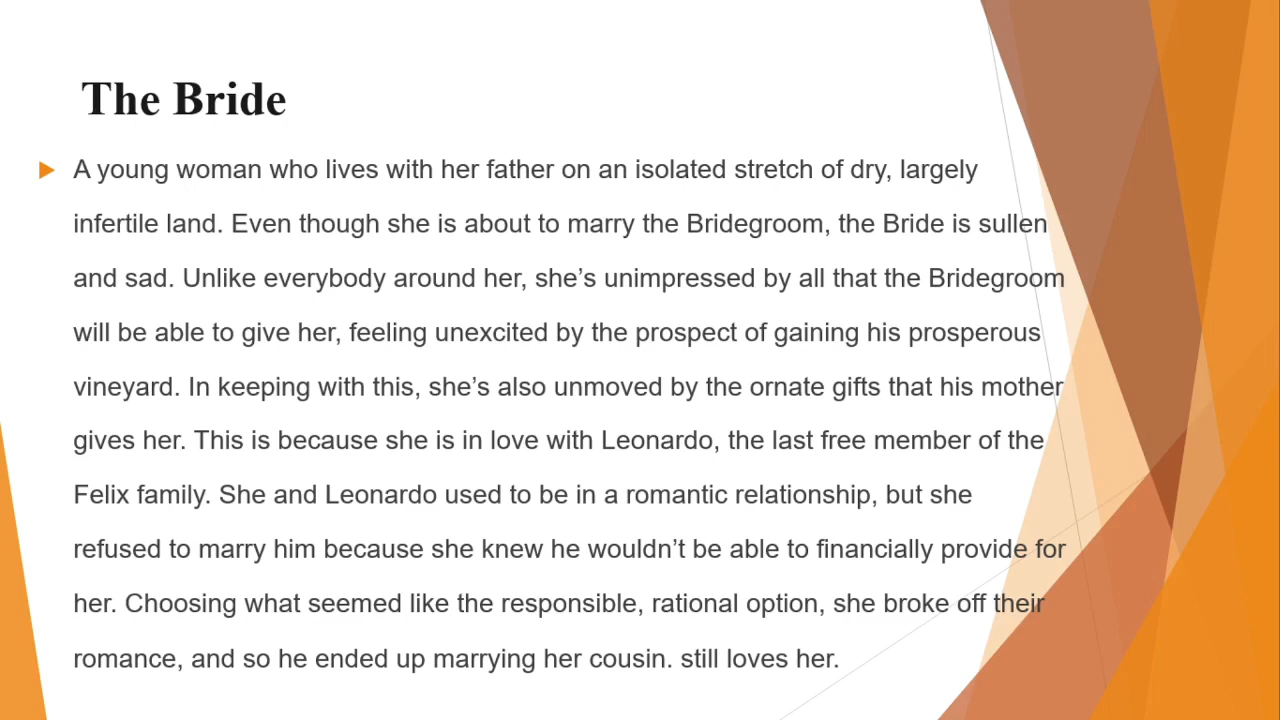 The Bride
A young woman who lives with her father on an isolated stretch of dry, largely
infertile land. Even though she is about to marry the Bridegroom, the Bride is sullen
and sad. Unlike everybody around her, she’s unimpressed by all that the Bridegroom
will be able to give her, feeling unexcited by the prospect of gaining his prosperous
vineyard. In keeping with this, she’s also unmoved by the ornate gifts that his mother
gives her. This is because she is in love with Leonardo, the last free member of the
Felix family. She and Leonardo used to be in a romantic relationship, but she
refused to marry him because she knew he wouldn’t be able to financially provide for
her. Choosing what seemed like the responsible, rational option, she broke off their
romance, and so he ended up marrying her cousin. still loves her.